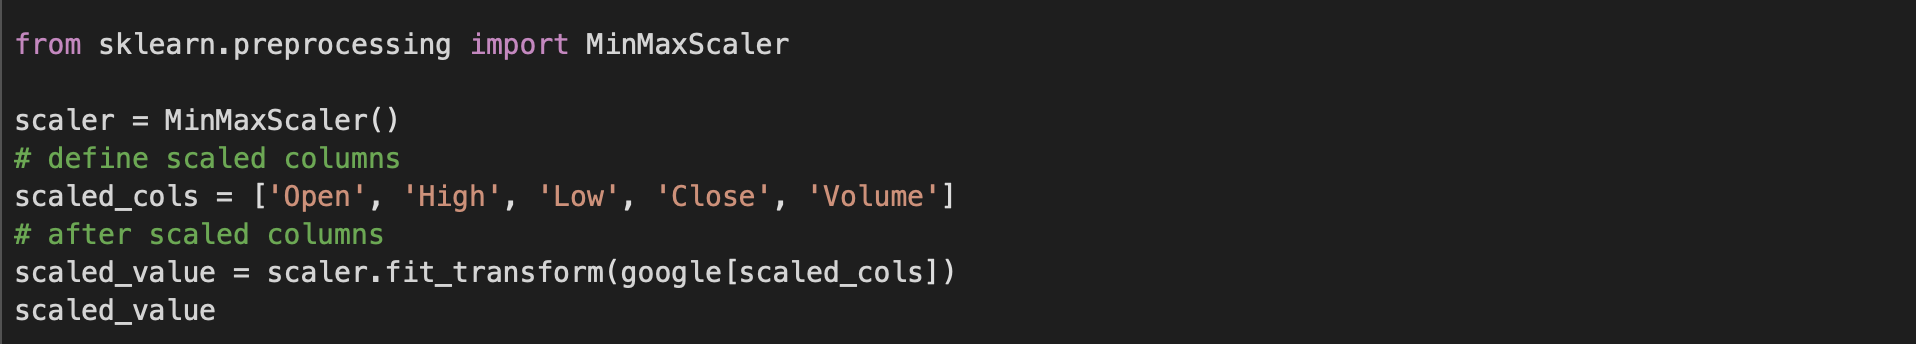 from sklearn.preprocessing import MinMaxScaler
scaler = MinMaxScaler()
# define scaled columns
scaled_cols = ['Open', 'High', 'Low', 'Close', 'Volume']
# after scaled columns
scaled_value = scaler.fit_transform(google[scaled_cols])
scaled_value